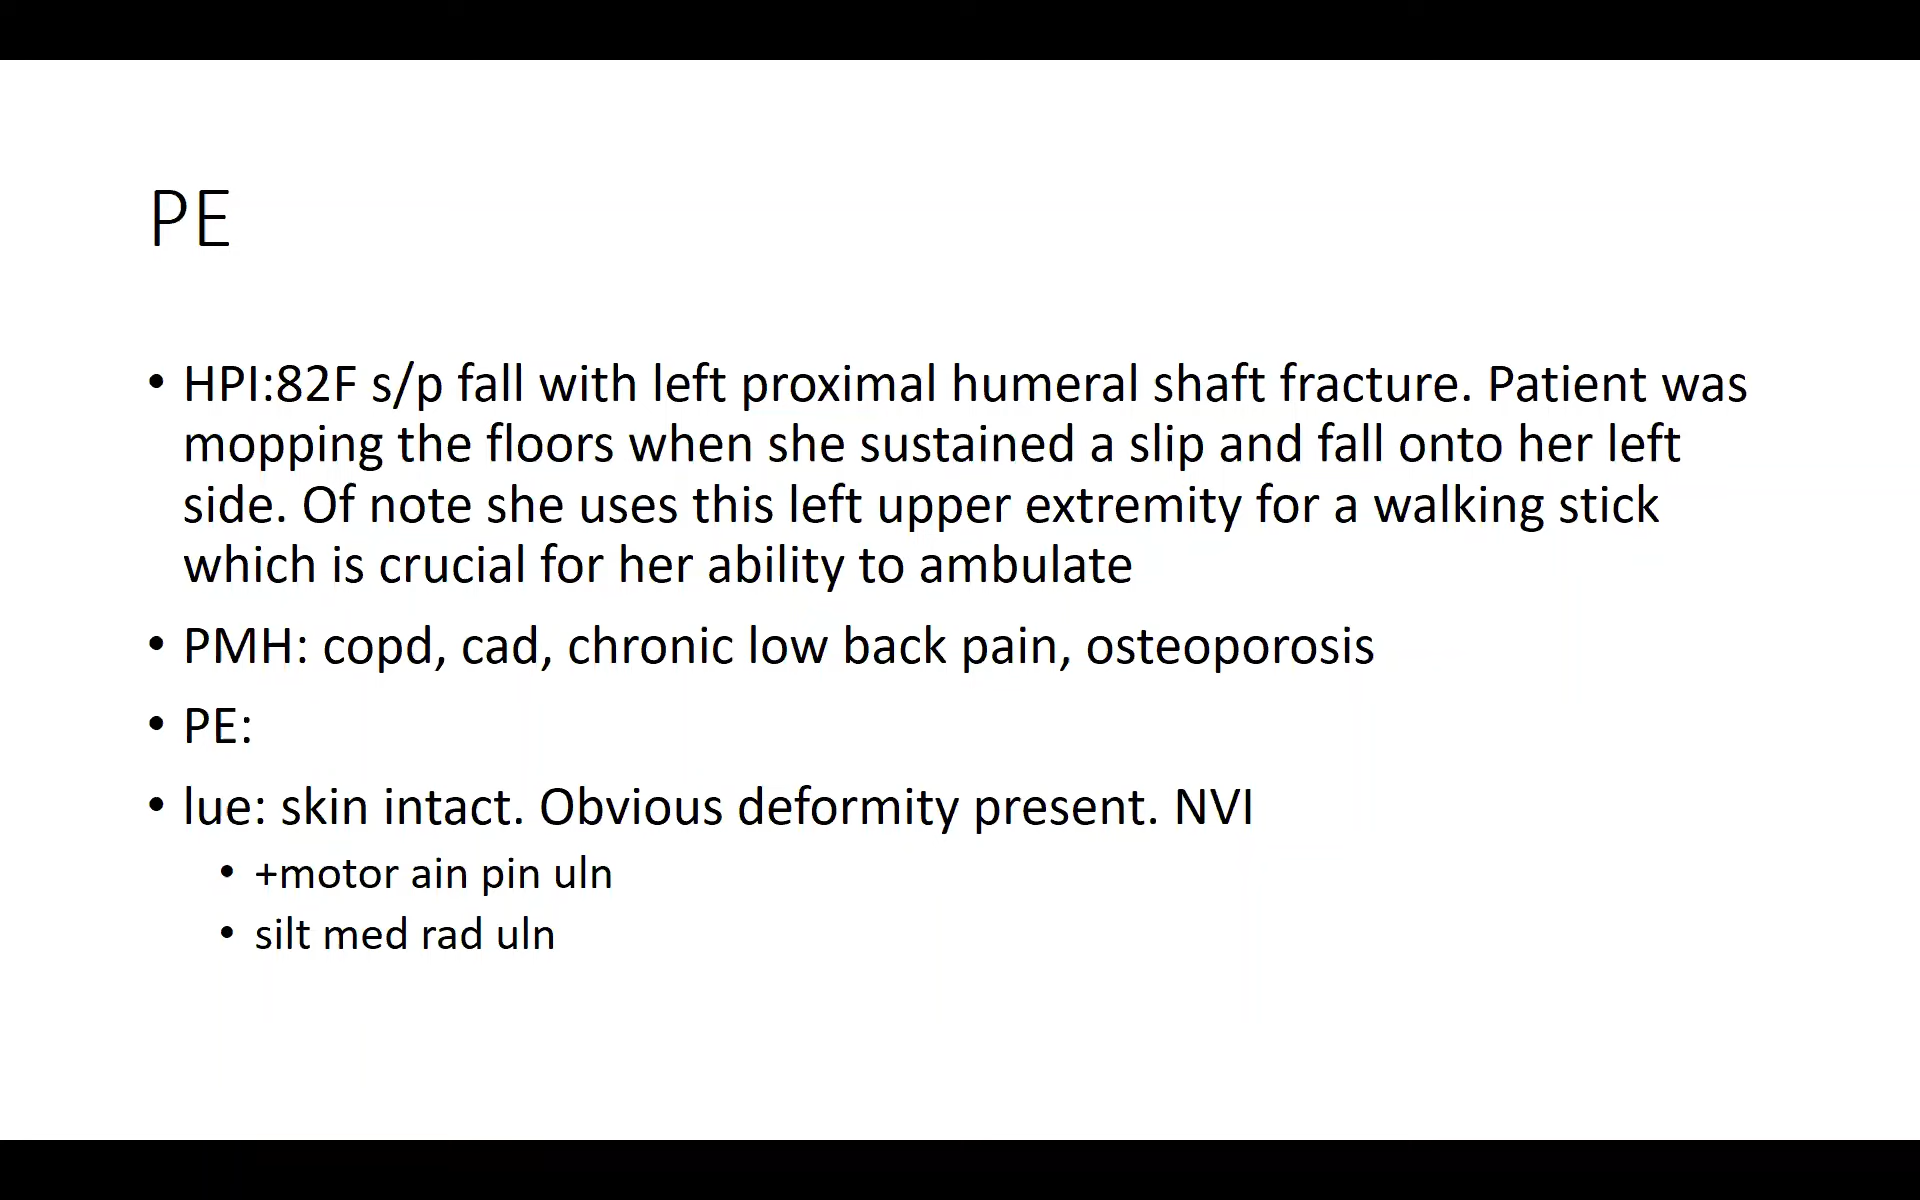 PE
• HPI:82F s/p fall with left proximal humeral shaft fracture. Patient was
mopping the floors when she sustained a slip and fall onto her left
side. Of note she uses this left upper extremity for a walking stick
which is crucial for her ability to ambulate
• PMH: copd, cad, chronic low back pain, osteoporosis
• PE:
• lue: skin intact. Obvious deformity present. NVI
• +motor ain pin uln
• silt med rad uln